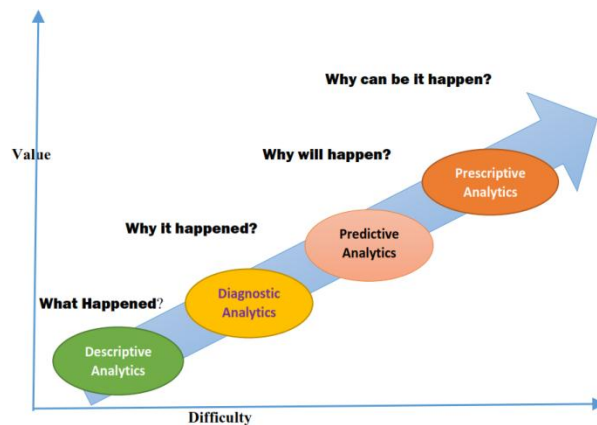 Why can be it happen?
Value
Why will happen?
Prescriptive
Analytics
Why it happened?
Predictive
Analytics
What Happened?
Diagnostic
Analytics
Descriptive
Analytics
Difficulty